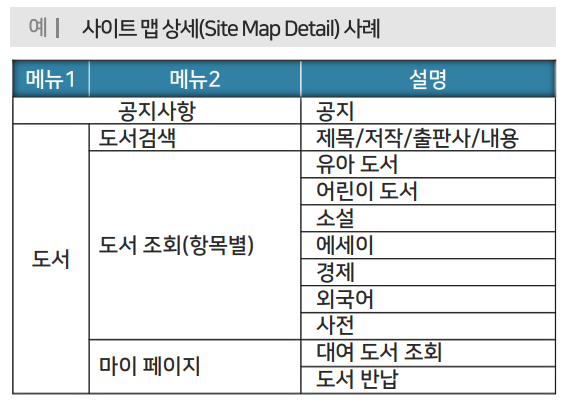 예 | 사이트 맵 상세(Site Map Detail) 사례
메뉴1 메뉴2 설명
공지사항 공지
도서 도서검색 제목/저작/출판사/내용
도서 조회(항목별) 유아 도서
어린이 도서
소설
에세이
경제
외국어
사전
마이 페이지 대여 도서 조회
도서 반납